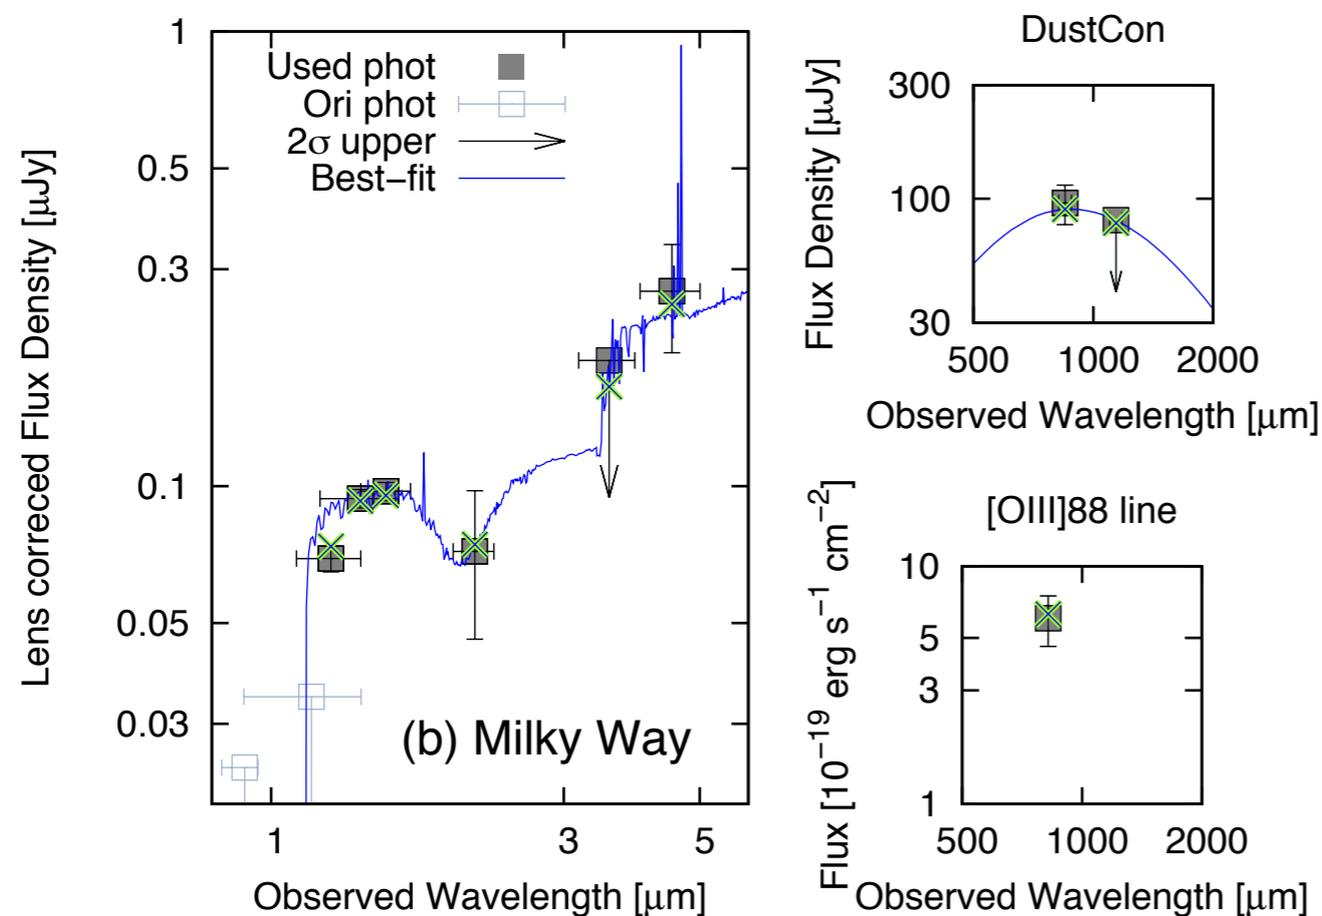 Lens correced Flux Density [μJy]
1
0.5
0.3
0.1
0.05
0.03
Used phot
Ori phot
2σ upper
Best−fit
(b) Milky Way
1 3 5
Observed Wavelength [μm]
DustCon
Flux Density [μJy]
300
100
30
500 1000 2000
Observed Wavelength [μm]
[OIII]88 line
Flux [10⁻¹⁹ erg s⁻¹ cm⁻²]
10
5
3
1
500 1000 2000
Observed Wavelength [μm]